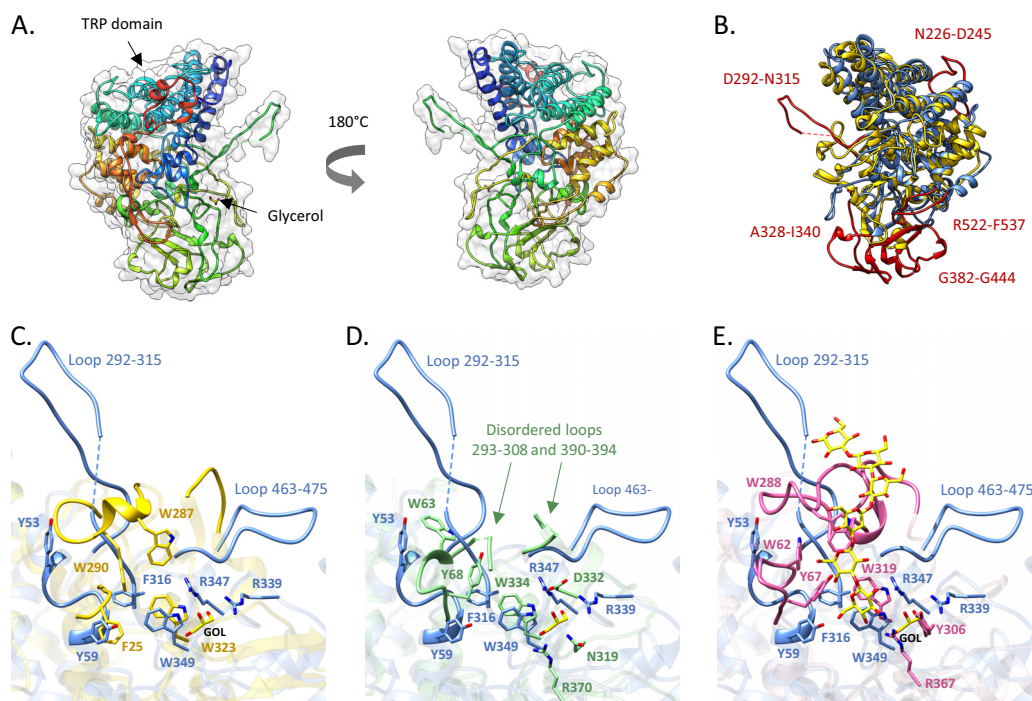 A.
TRP domain
180°C
Glycerol
B.
N226-D245
D292-N315
A328-I340
R522-F537
G382-G444
C.
Loop 292-315
Loop 463-475
W287
Y53
W290
F316
R347
R339
GOL
Y59
F25
W323
W349
D.
Loop 292-315
Disordered loops
293-308 and 390-394
Loop 463-
W63
Y53
Y68
W334
R347
D332
F316
R339
Y59
W349
N319
R370
E.
Loop 292-315
W288
Loop 463-475
Y53
W62
Y67
W319
R347
R339
F316
GOL
Y306
Y59
W349
R367